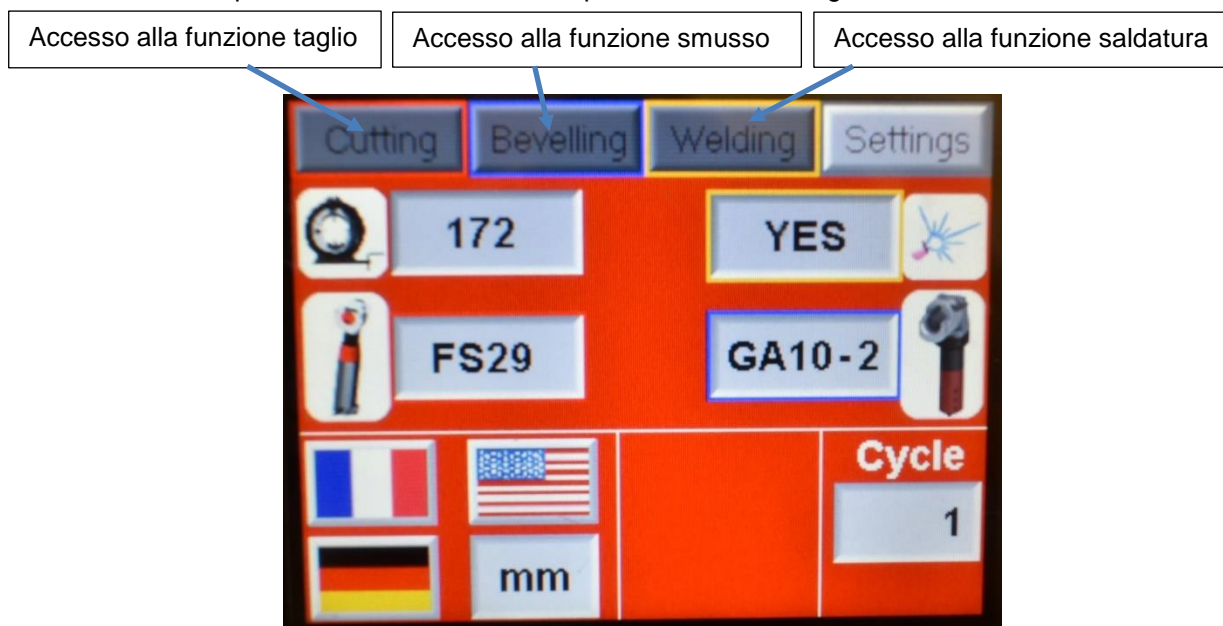 Accesso alla funzione taglio
Accesso alla funzione smusso
Accesso alla funzione saldatura
Cutting
Bevelling
Welding
Settings
172
YES
FS29
GA10-2
Cycle
1
mm